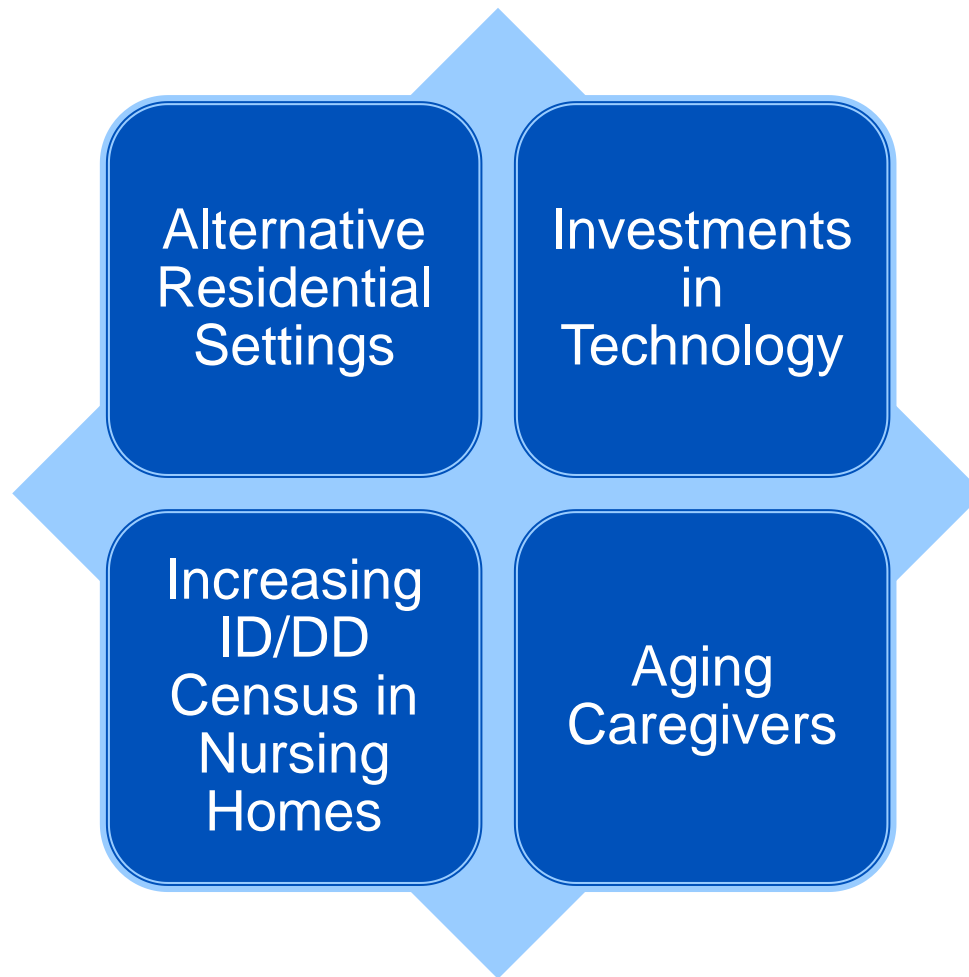 Alternative
Residential
Settings
Investments
in
Technology
Increasing
ID/DD
Census in
Nursing
Homes
Aging
Caregivers